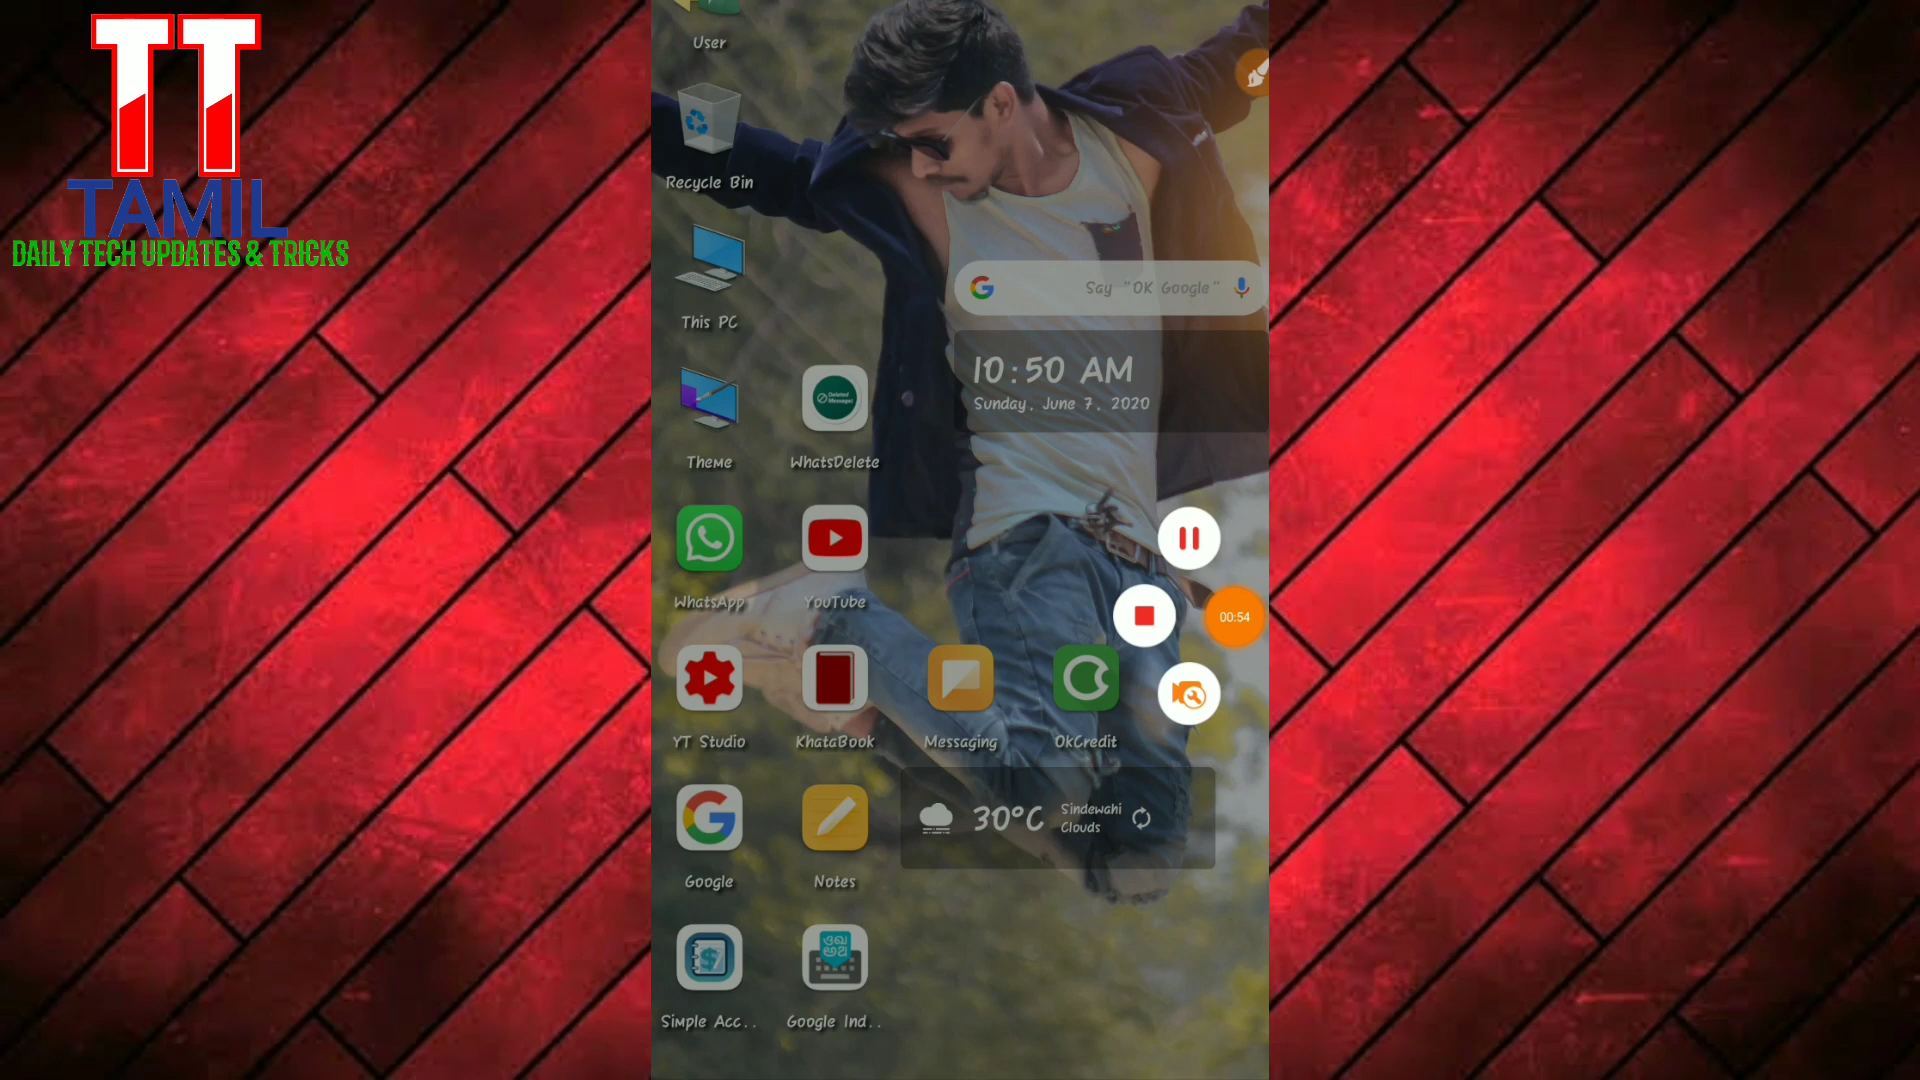 TT
TAMIL
DAILY TECH UPDATES & TRICKS
User
Recycle Bin
Say "OK Google"
This PC
10:50 AM
Sunday, June 7, 2020
Deleted
Message!
Theme
WhatsDelete
WhatsApp
YouTube
00:54
YT Studio
KhataBook
Messaging
OkCredit
30°C
Sindewahi
Clouds
Google
Notes
Simple Acc..
Google Ind..